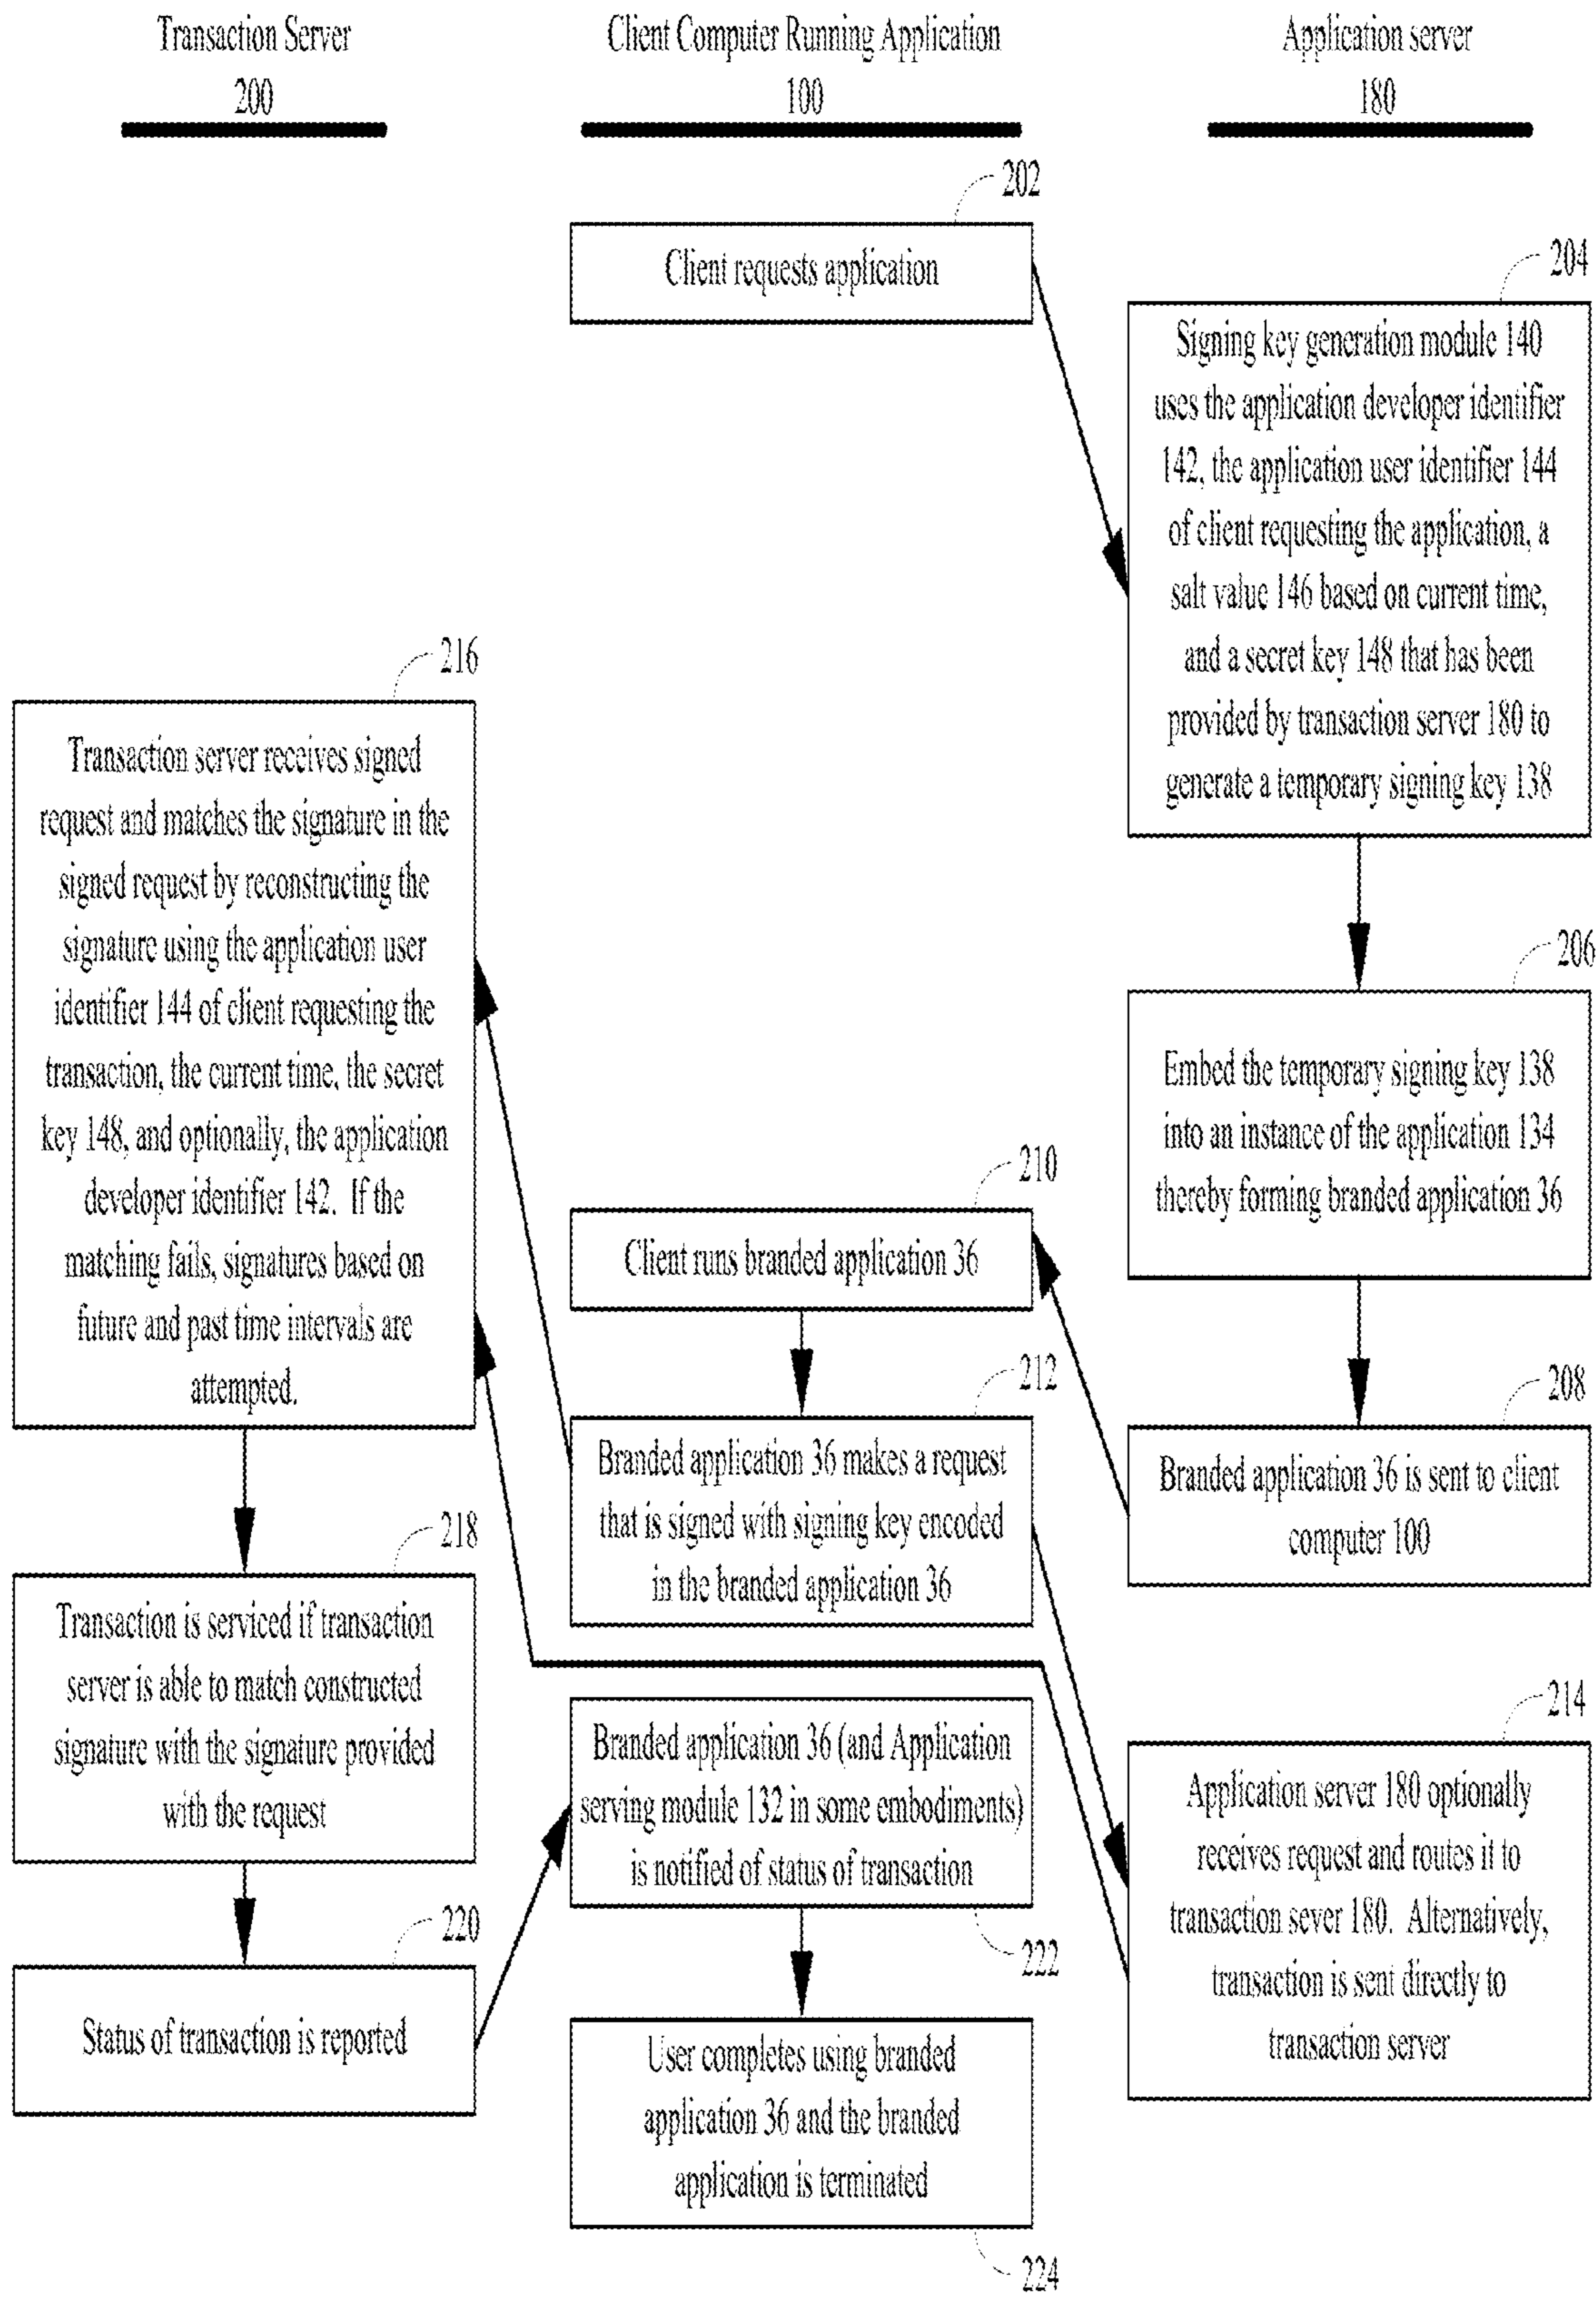 Transaction Server
200
Client Computer Running Application
100
Application server
180
202
Client requests application
204
Signing key generation module 140
uses the application developer identifier
142, the application user identifier 144
of client requesting the application, a
salt value 146 based on current time,
and a secret key 148 that has been
provided by transaction server 180 to
generate a temporary signing key 138
206
Embed the temporary signing key 138
into an instance of the application 134
thereby forming branded application 36
208
Branded application 36 is sent to client
computer 100
210
Client runs branded application 36
212
Branded application 36 makes a request
that is signed with signing key encoded
in the branded application 36
214
Application server 180 optionally
receives request and routes it to
transaction sever 180. Alternatively,
transaction is sent directly to
transaction server
216
Transaction server receives signed
request and matches the signature in the
signed request by reconstructing the
signature using the application user
identifier 144 of client requesting the
transaction, the current time, the secret
key 148, and optionally, the application
developer identifier 142. If the
matching fails, signatures based on
future and past time intervals are
attempted.
218
Transaction is serviced if transaction
server is able to match constructed
signature with the signature provided
with the request
220
Status of transaction is reported
Branded application 36 (and Application
serving module 132 in some embodiments)
is notified of status of transaction
222
User completes using branded
application 36 and the branded
application is terminated
224